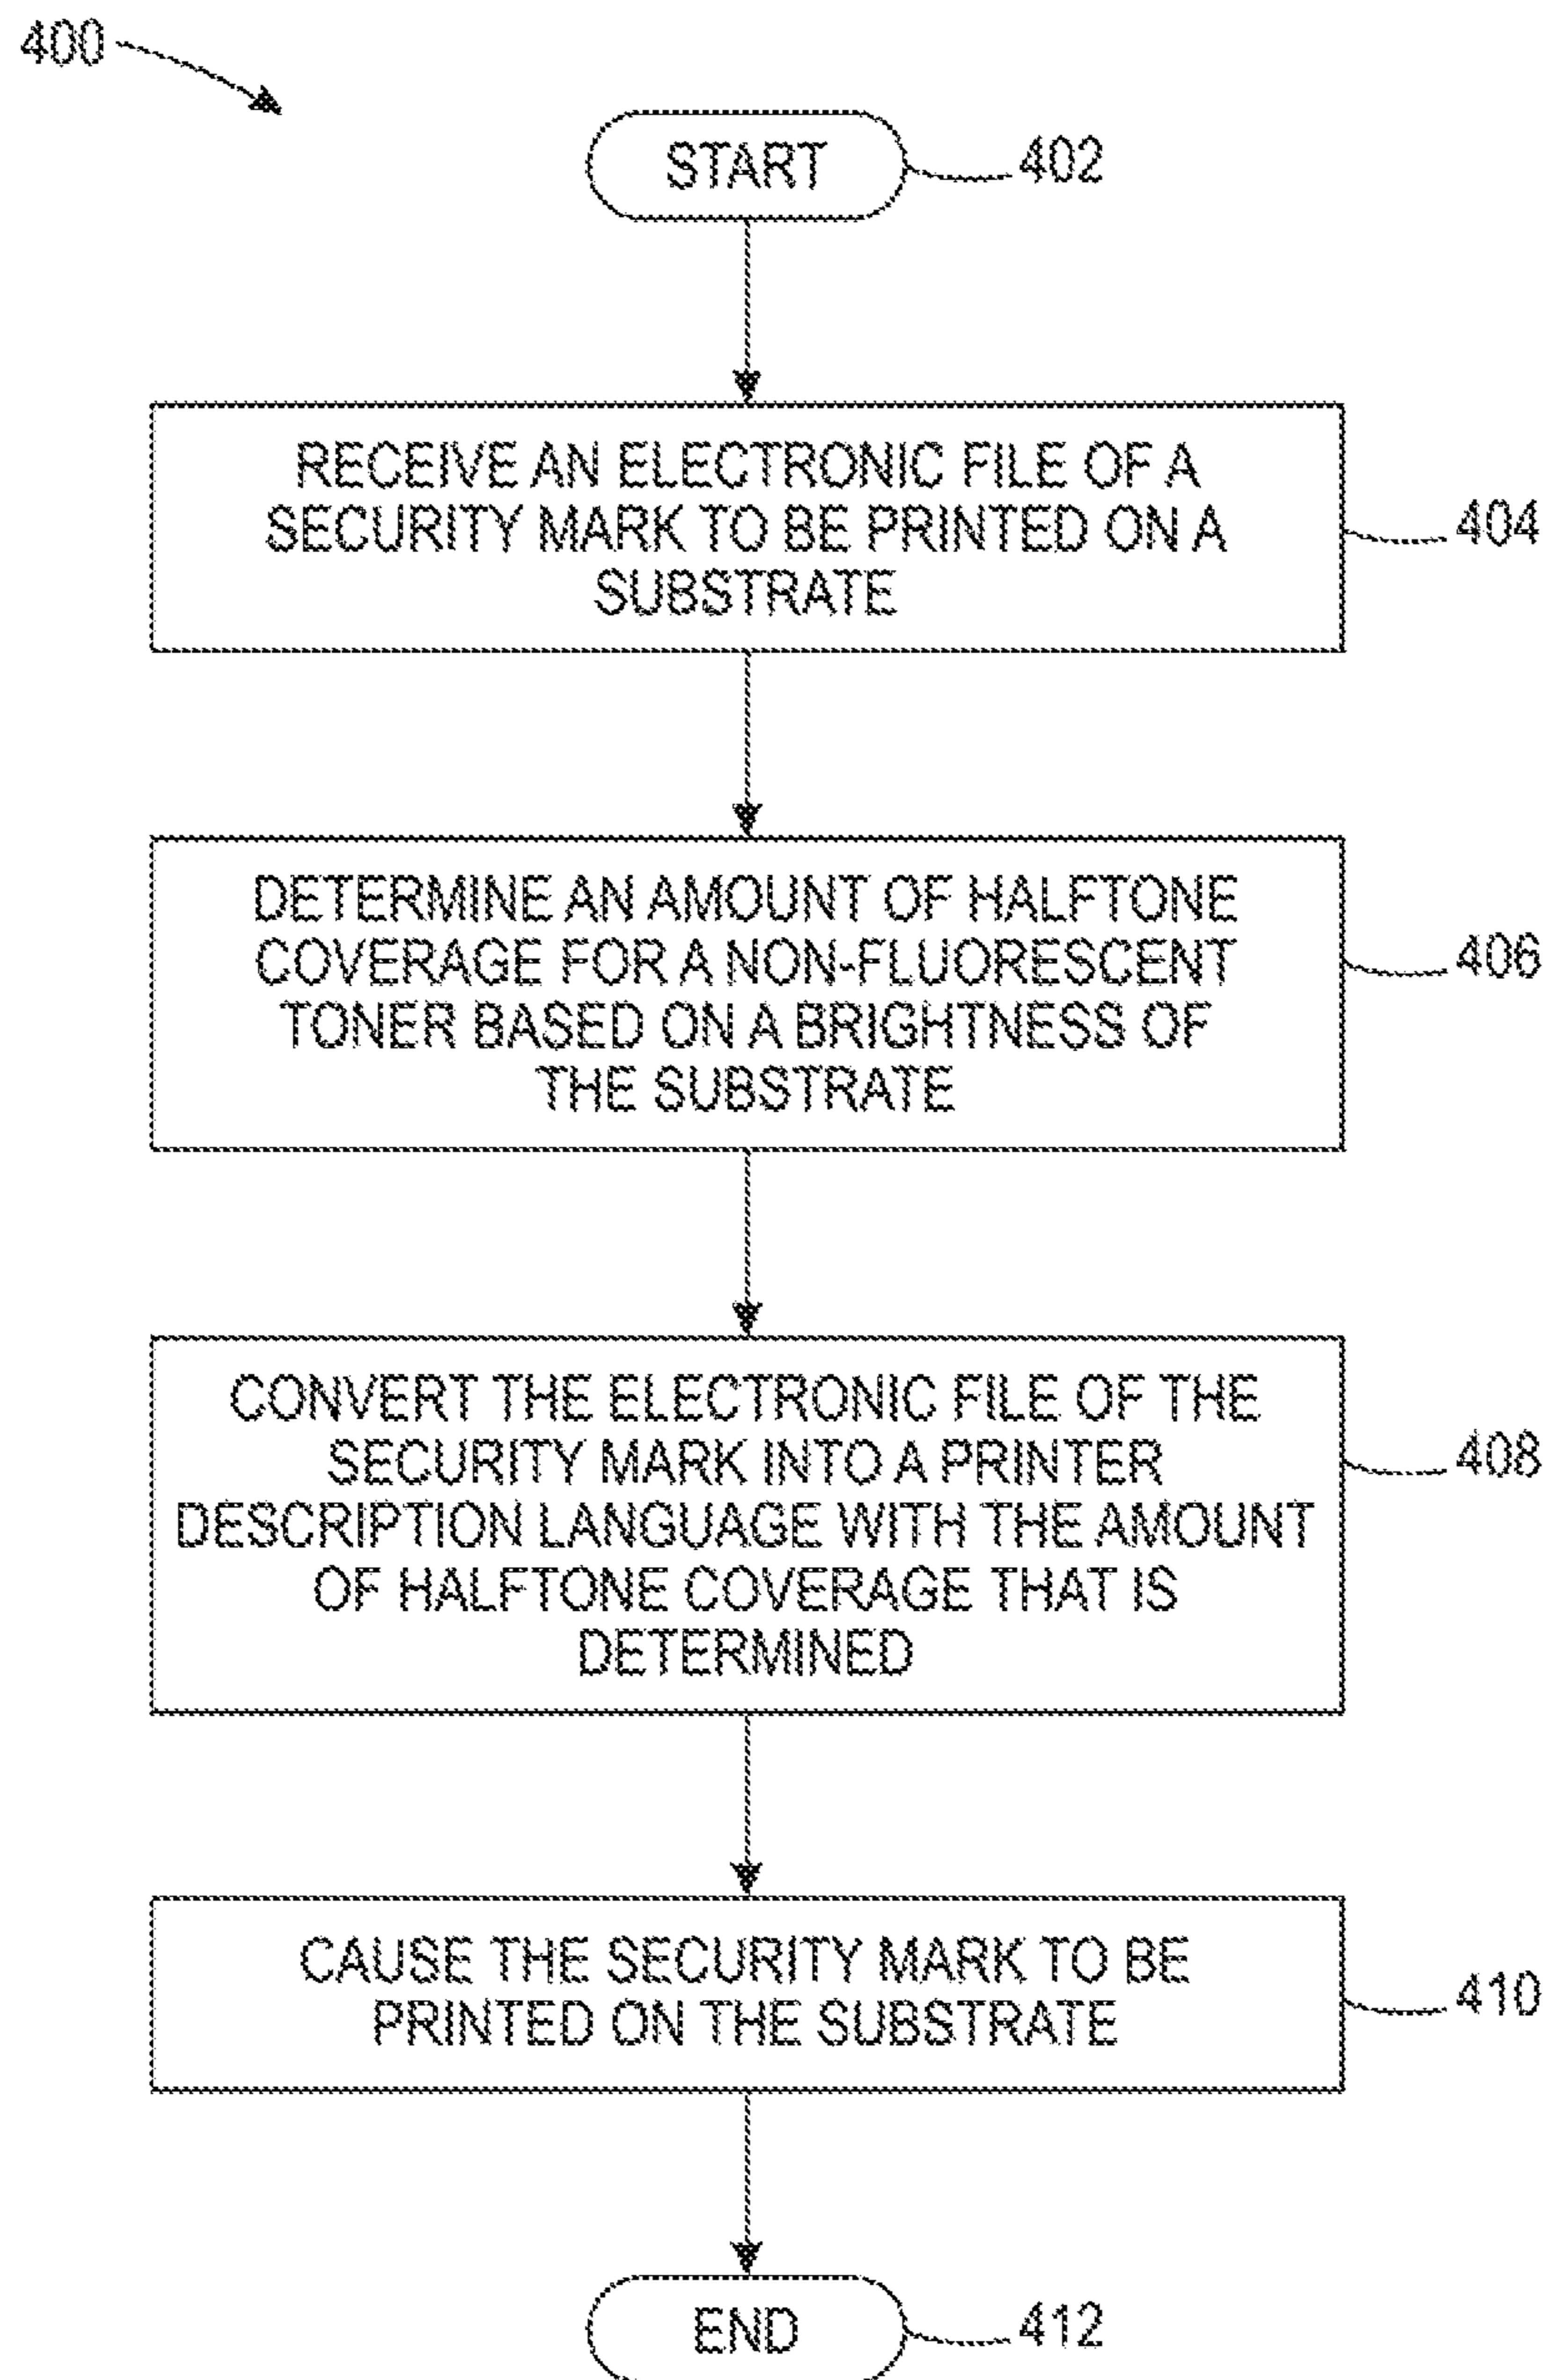 400
START
402
RECEIVE AN ELECTRONIC FILE OF A
SECURITY MARK TO BE PRINTED ON A
SUBSTRATE
404
DETERMINE AN AMOUNT OF HALFTONE
COVERAGE FOR A NON-FLUORESCENT
TONER BASED ON A BRIGHTNESS OF
THE SUBSTRATE
406
CONVERT THE ELECTRONIC FILE OF THE
SECURITY MARK INTO A PRINTER
DESCRIPTION LANGUAGE WITH THE AMOUNT
OF HALFTONE COVERAGE THAT IS
DETERMINED
408
CAUSE THE SECURITY MARK TO BE
PRINTED ON THE SUBSTRATE
410
END
412